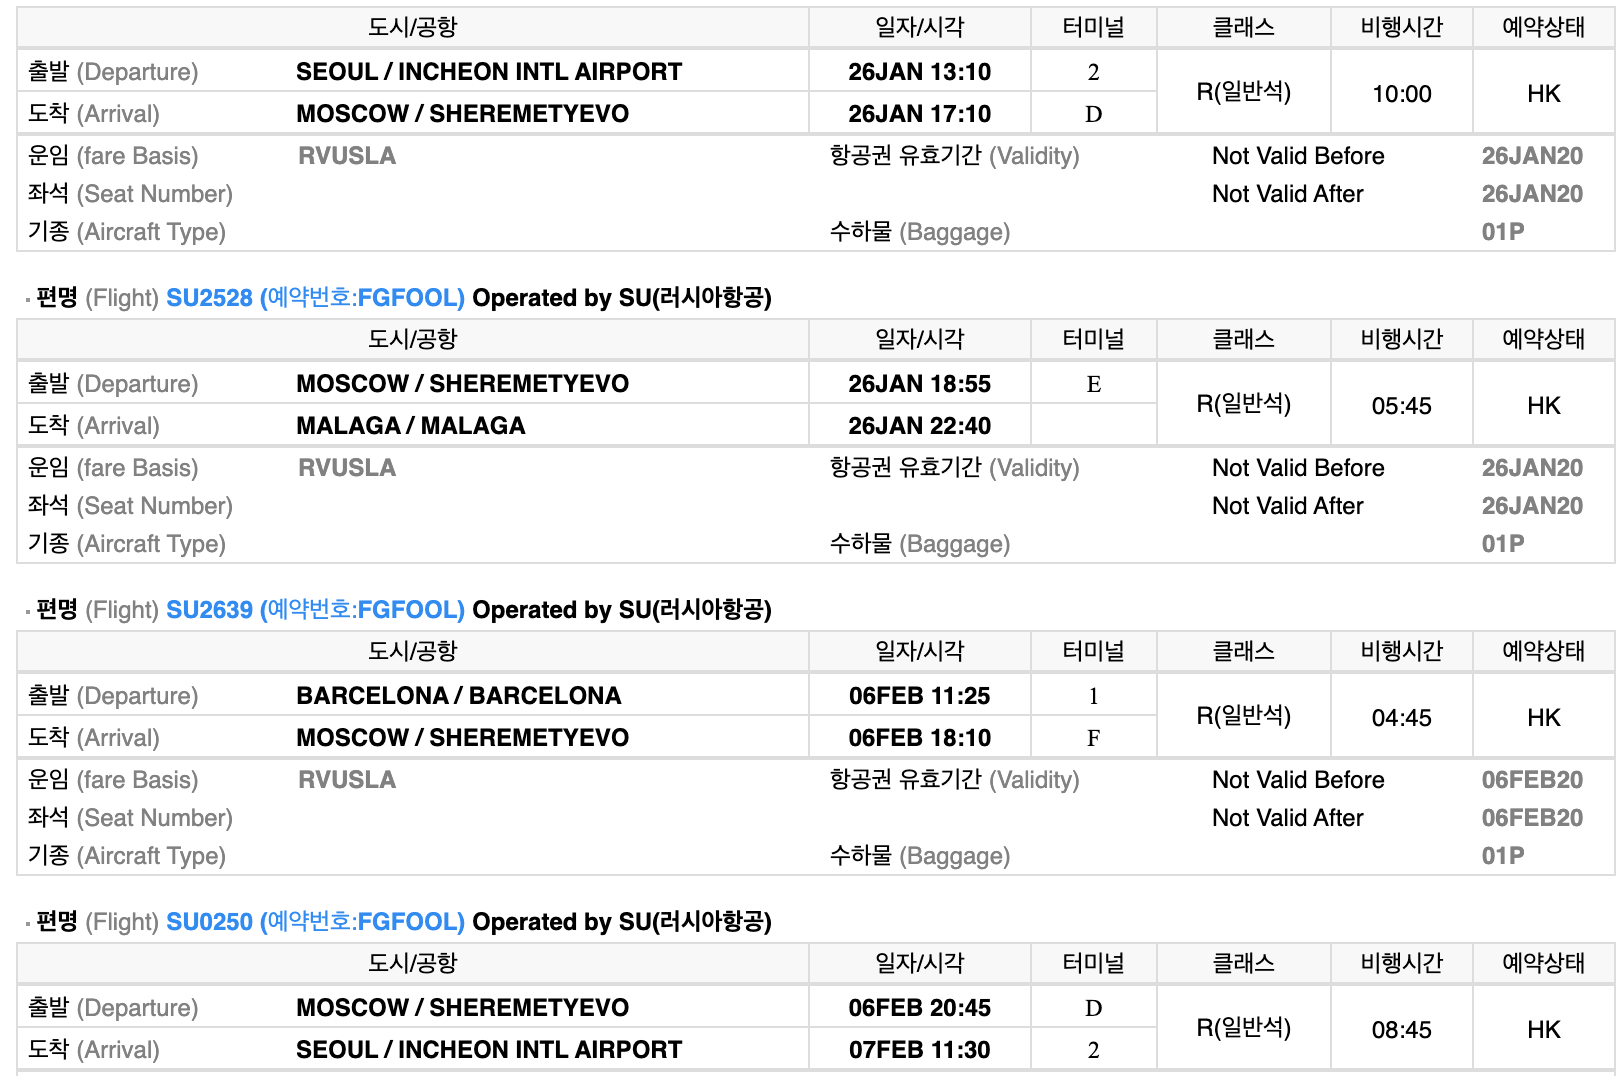 도시/공항 일자/시각 터미널 클래스 비행시간 예약상태
출발 (Departure) SEOUL / INCHEON INTL AIRPORT 26JAN 13:10 2 R(일반석) 10:00 HK
도착 (Arrival) MOSCOW / SHEREMETYEVO 26JAN 17:10 D
운임 (fare Basis) RVUSLA 항공권 유효기간 (Validity) Not Valid Before 26JAN20
좌석 (Seat Number) Not Valid After 26JAN20
기종 (Aircraft Type) 수하물 (Baggage) 01P
· 편명 (Flight) SU2528 (예약번호:FGFOOL) Operated by SU(러시아항공)
도시/공항 일자/시각 터미널 클래스 비행시간 예약상태
출발 (Departure) MOSCOW / SHEREMETYEVO 26JAN 18:55 E R(일반석) 05:45 HK
도착 (Arrival) MALAGA / MALAGA 26JAN 22:40
운임 (fare Basis) RVUSLA 항공권 유효기간 (Validity) Not Valid Before 26JAN20
좌석 (Seat Number) Not Valid After 26JAN20
기종 (Aircraft Type) 수하물 (Baggage) 01P
· 편명 (Flight) SU2639 (예약번호:FGFOOL) Operated by SU(러시아항공)
도시/공항 일자/시각 터미널 클래스 비행시간 예약상태
출발 (Departure) BARCELONA / BARCELONA 06FEB 11:25 1 R(일반석) 04:45 HK
도착 (Arrival) MOSCOW / SHEREMETYEVO 06FEB 18:10 F
운임 (fare Basis) RVUSLA 항공권 유효기간 (Validity) Not Valid Before 06FEB20
좌석 (Seat Number) Not Valid After 06FEB20
기종 (Aircraft Type) 수하물 (Baggage) 01P
· 편명 (Flight) SU0250 (예약번호:FGFOOL) Operated by SU(러시아항공)
도시/공항 일자/시각 터미널 클래스 비행시간 예약상태
출발 (Departure) MOSCOW / SHEREMETYEVO 06FEB 20:45 D R(일반석) 08:45 HK
도착 (Arrival) SEOUL / INCHEON INTL AIRPORT 07FEB 11:30 2